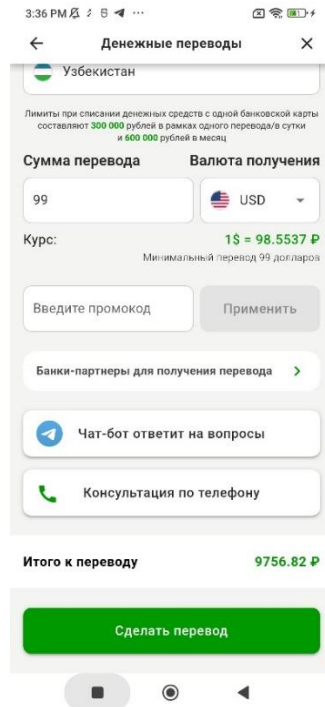 3:36 PM
Денежные переводы
Узбекистан
Лимиты при списании денежных средств с одной банковской карты
составляют 300 000 рублей в рамках одного перевода/в сутки
и 600 000 рублей в месяц
Сумма перевода Валюта получения
99 USD
Курс: 1$ = 98.5537 ₽
Минимальный перевод 99 долларов
Введите промокод Применить
Банки-партнеры для получения перевода
Чат-бот ответит на вопросы
Консультация по телефону
Итого к переводу 9756.82 ₽
Сделать перевод